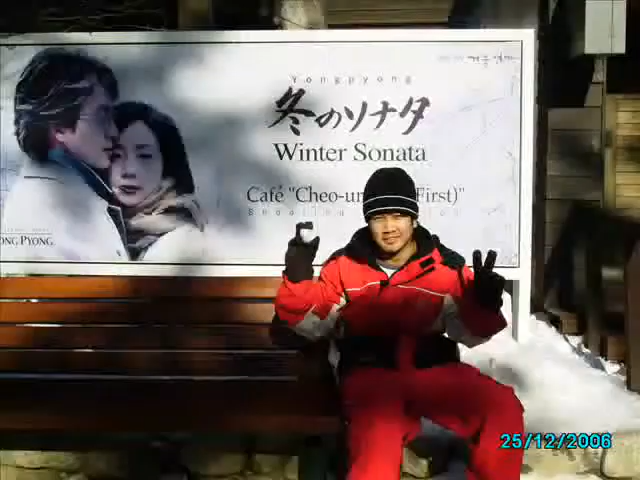 Yongpyong
冬のソナタ
Winter Sonata
Café "Cheo-un First)"
ONG PYONG
25/12/2006